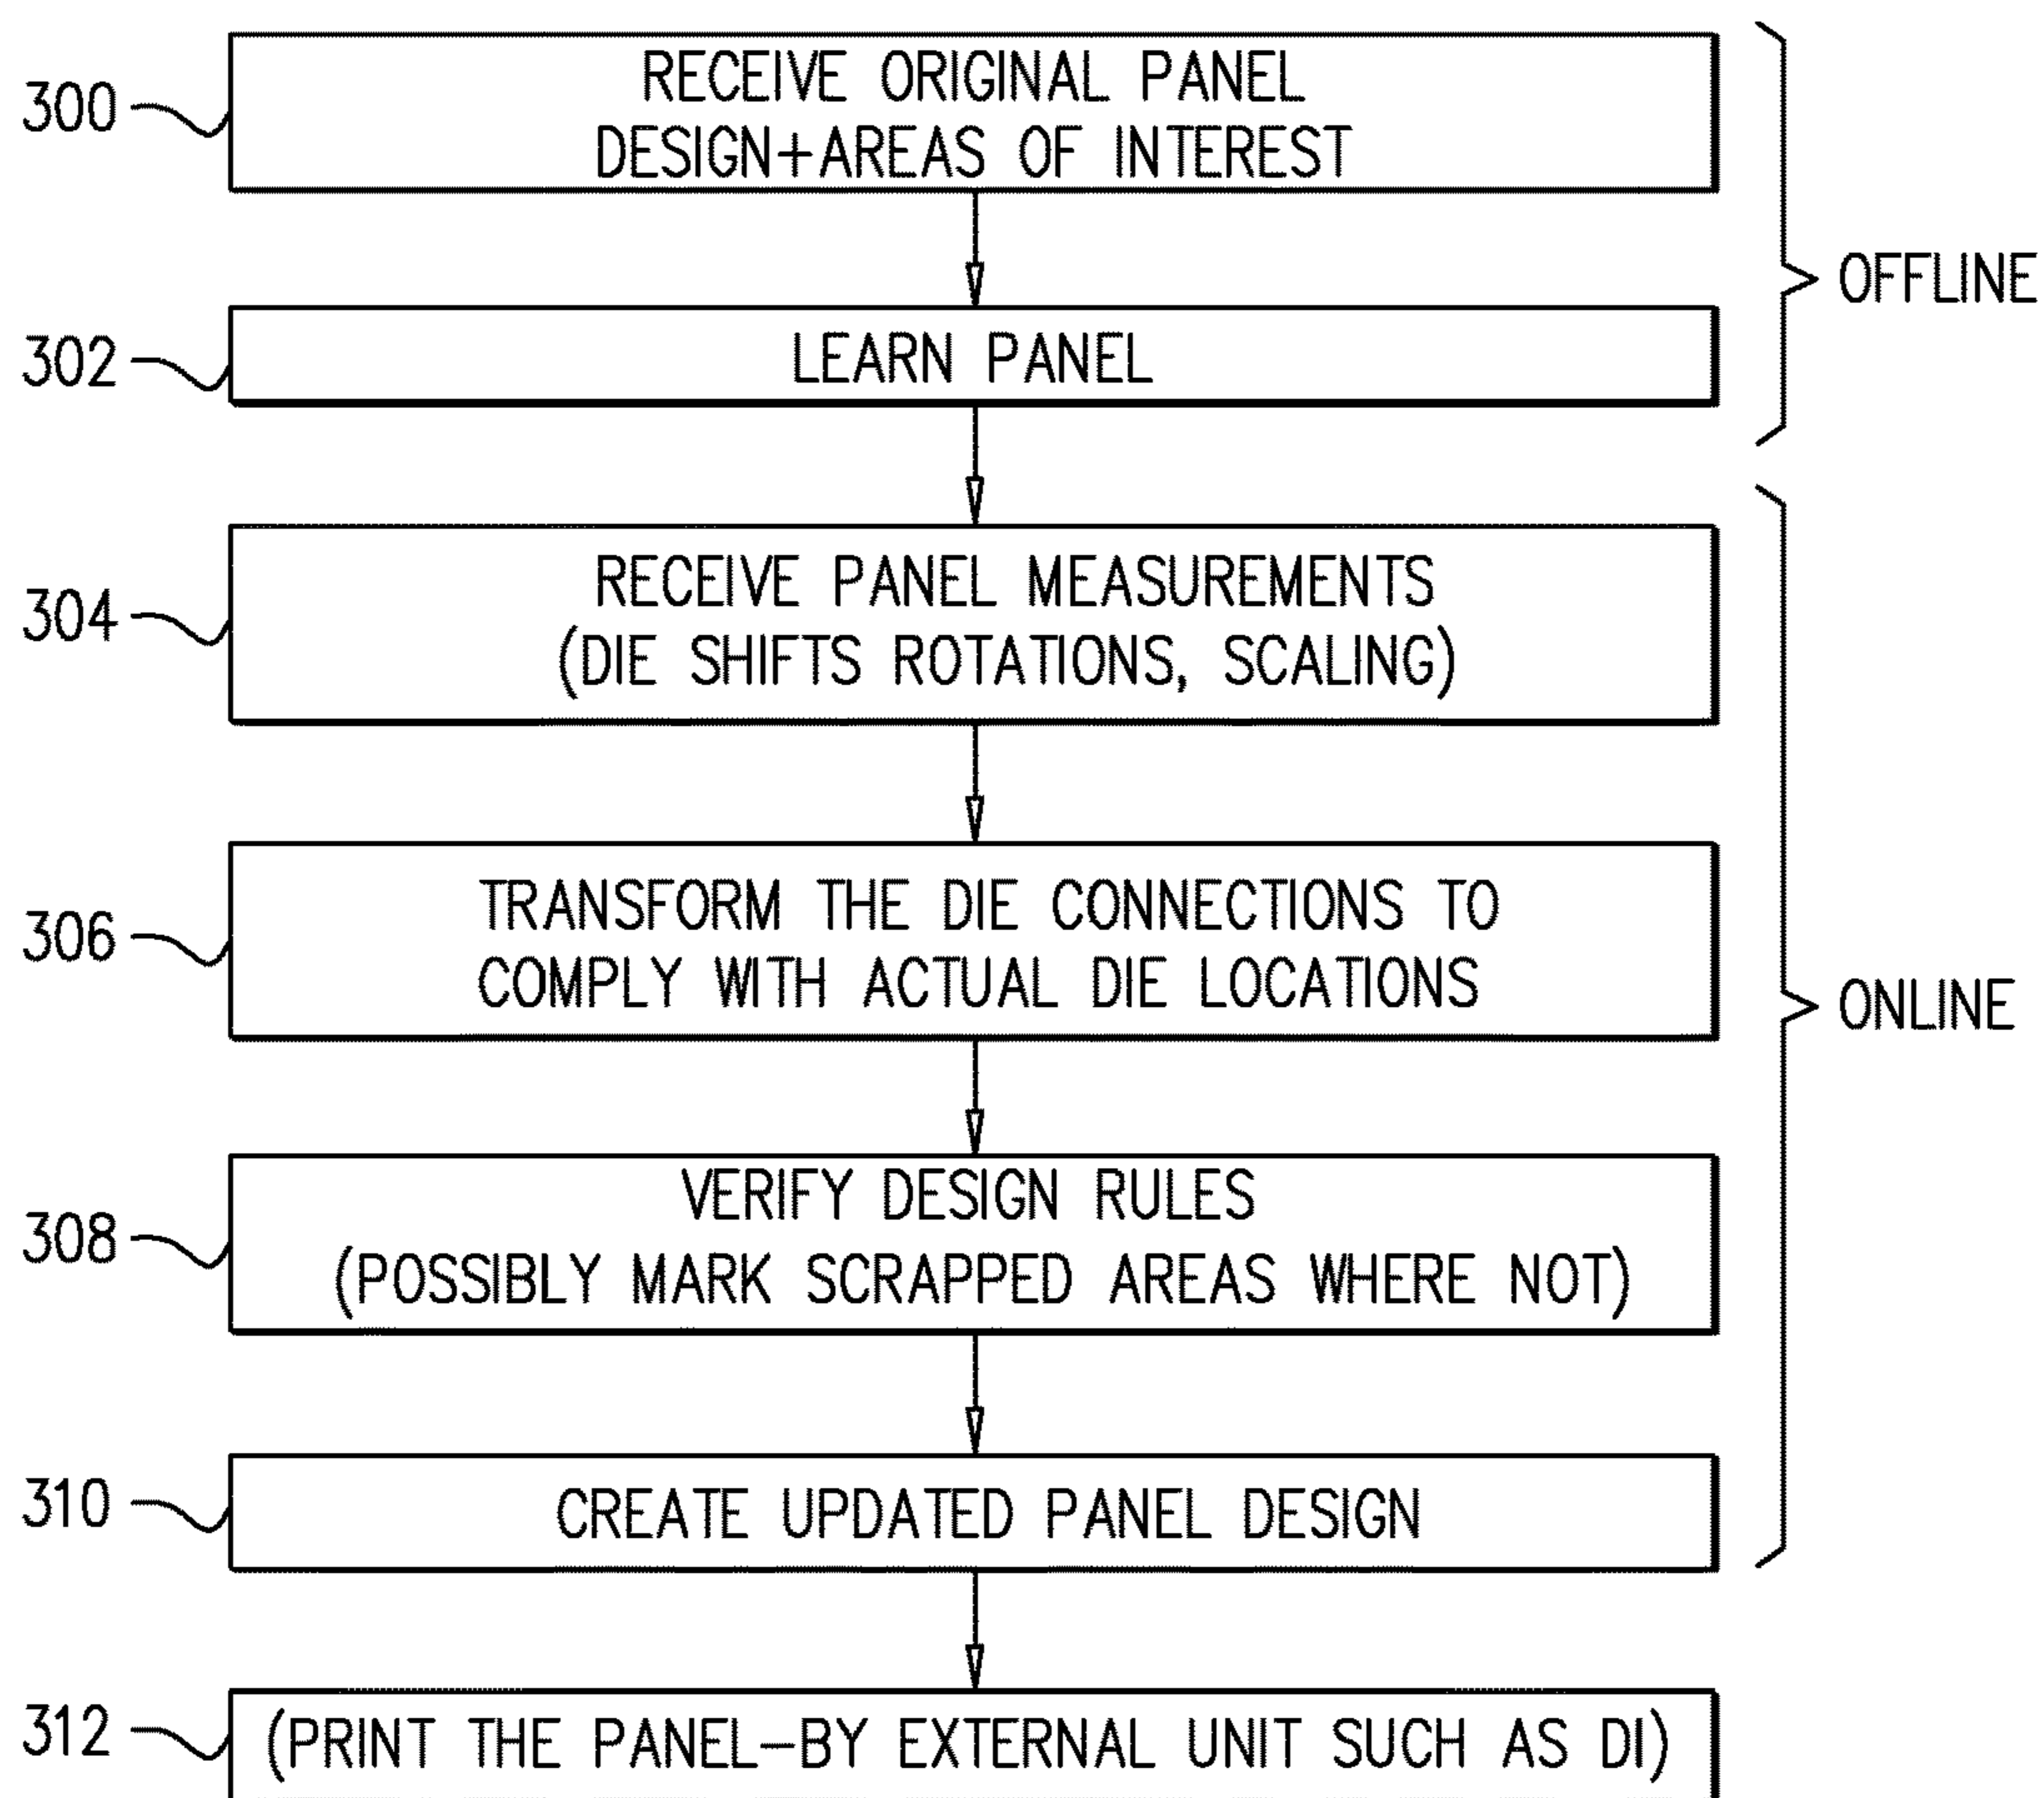 300
RECEIVE ORIGINAL PANEL
DESIGN+AREAS OF INTEREST
302
LEARN PANEL
OFFLINE
304
RECEIVE PANEL MEASUREMENTS
(DIE SHIFTS ROTATIONS, SCALING)
306
TRANSFORM THE DIE CONNECTIONS TO
COMPLY WITH ACTUAL DIE LOCATIONS
ONLINE
308
VERIFY DESIGN RULES
(POSSIBLY MARK SCRAPPED AREAS WHERE NOT)
310
CREATE UPDATED PANEL DESIGN
312
(PRINT THE PANEL-BY EXTERNAL UNIT SUCH AS DI)